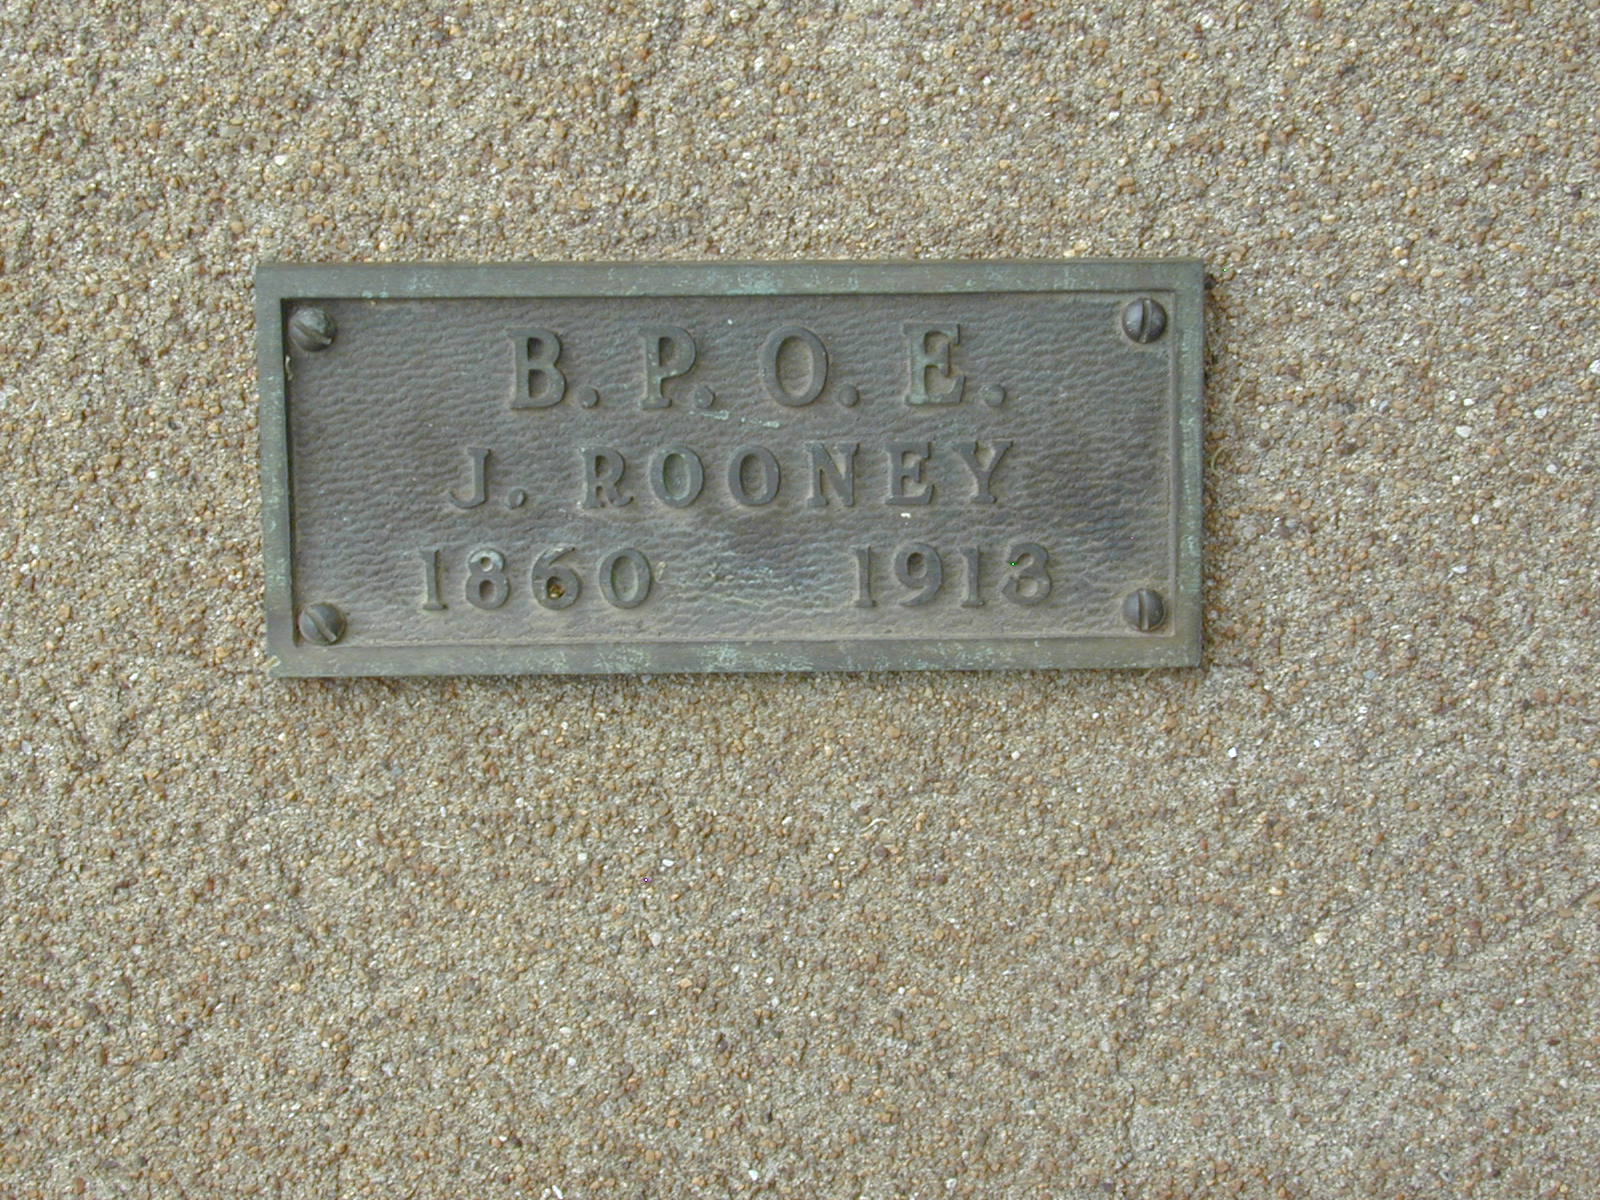 B. P. O. E.
J. ROONEY
1860 1913